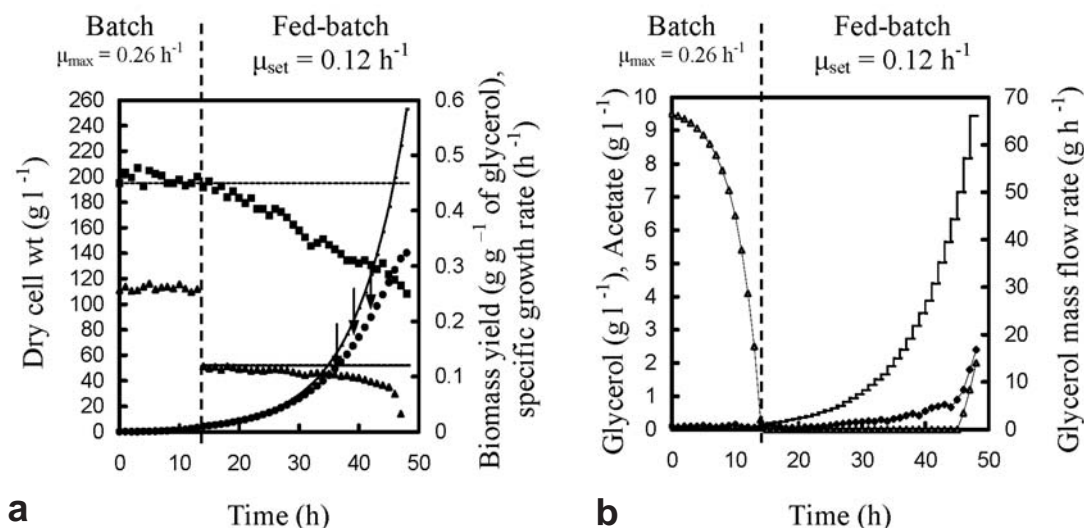 Batch
μmax = 0.26 h-1
Fed-batch
μset = 0.12 h-1
260
240
220
200
180
160
140
120
100
80
60
40
20
0
0.6
0.5
0.4
0.3
0.2
0.1
0
0 10 20 30 40 50
Dry cell wt (g l -1)
Biomass yield (g g-1 of glycerol),
specific growth rate (h-1)
Time (h)
a
Batch
μmax = 0.26 h-1
Fed-batch
μset = 0.12 h-1
10
9
8
7
6
5
4
3
2
1
0
70
60
50
40
30
20
10
0
0 10 20 30 40 50
Glycerol (g l -1), Acetate (g l -1)
Glycerol mass flow rate (g h-1)
Time (h)
b